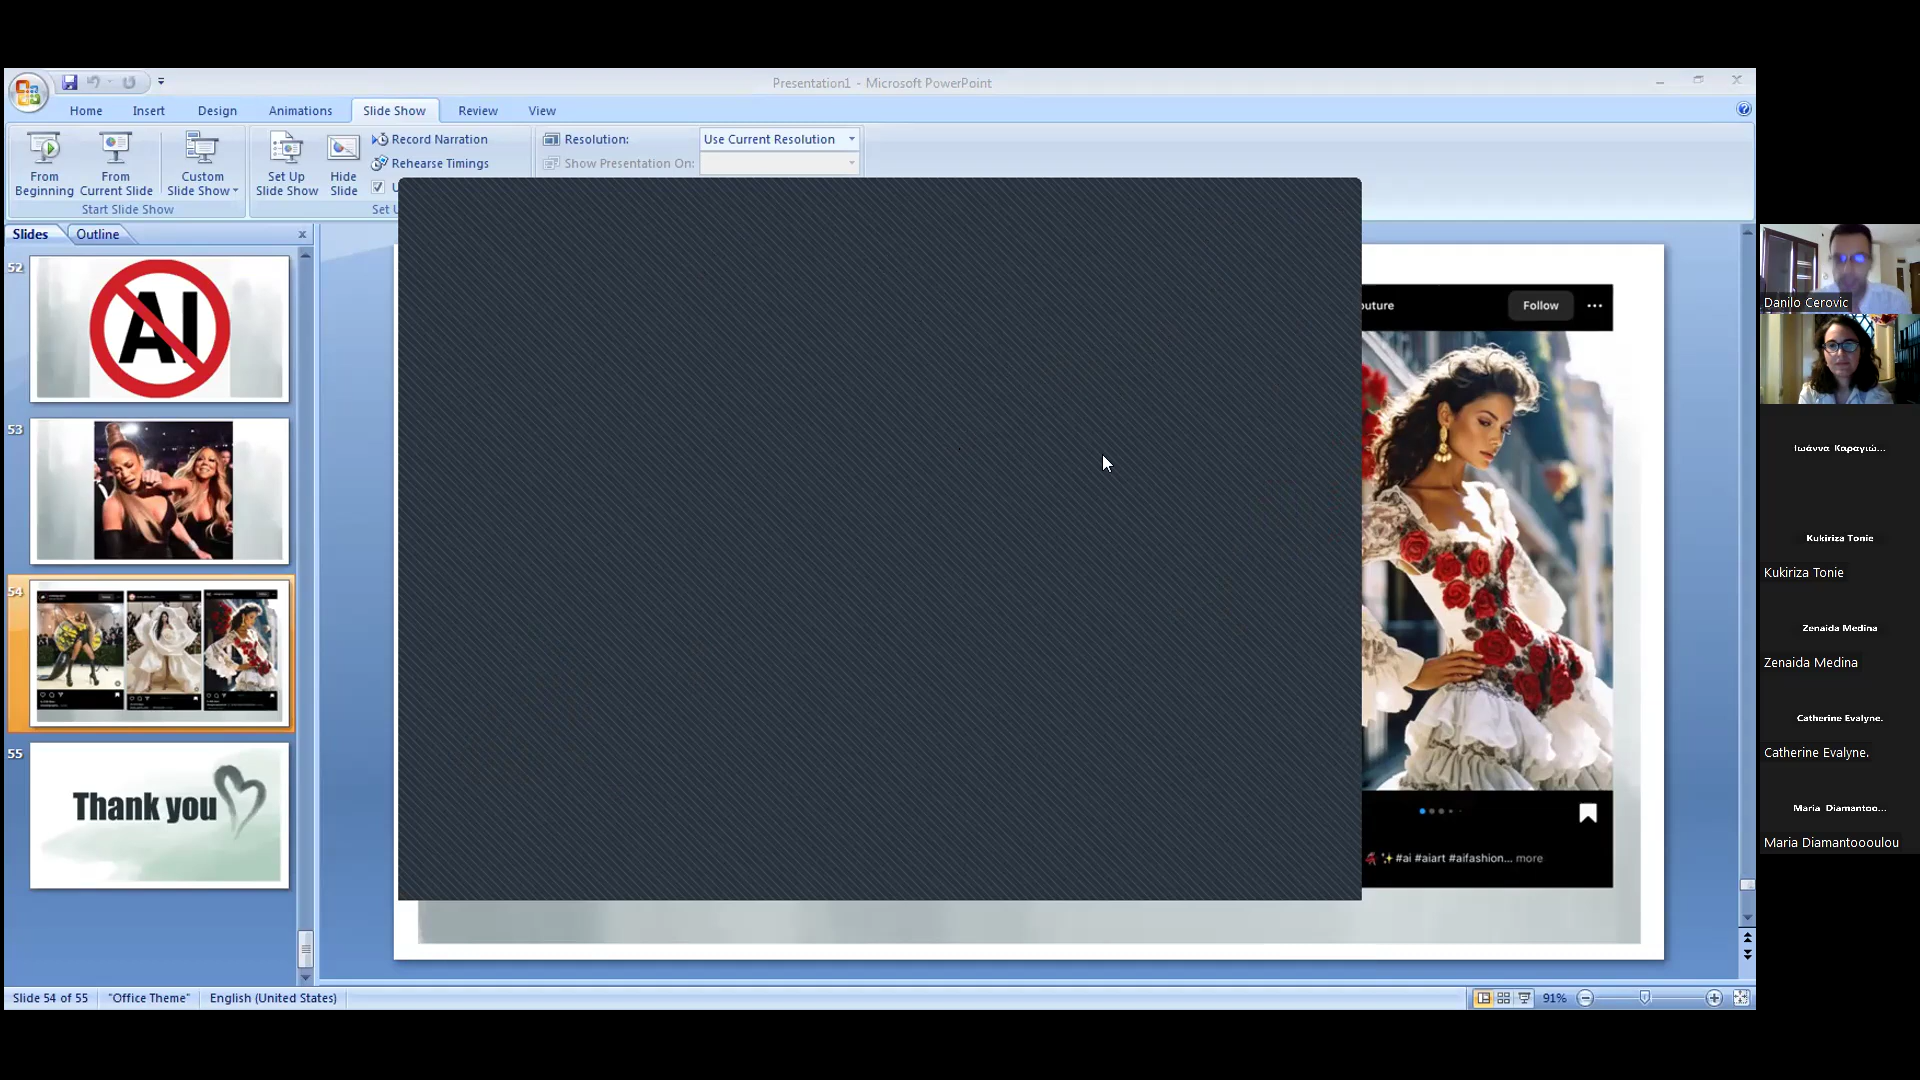 Presentation1 - Microsoft PowerPoint
Home
Insert
Design
Animations
Slide Show
Review
View
From Beginning
From Current Slide
Custom Slide Show
Set Up Slide Show
Hide Slide
Record Narration
Rehearse Timings
Resolution:
Use Current Resolution
Show Presentation On:
Start Slide Show
Slides
Outline
52
AI
53
54
55
Thank you
Follow
#ai #aiart #aifashion... more
Danilo Cerovic
Ιωάννα Καραγιώ...
Kukiriza Tonie
Kukiriza Tonie
Zenaida Medina
Zenaida Medina
Catherine Evalyne.
Catherine Evalyne.
Maria Diamantoo...
Maria Diamantoooulou
Slide 54 of 55
"Office Theme"
English (United States)
91%